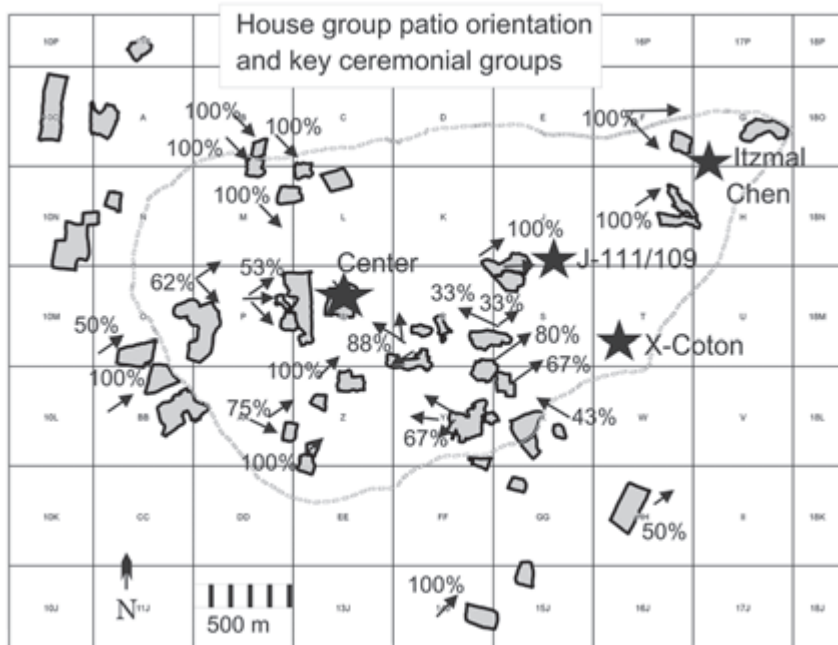 House group patio orientation
and key ceremonial groups
10P
16P
17P
18P
A
C
D
E
F
G
18O
100%
100%
100%
100%
Itzmal
Chen
10N
N
M
L
K
J
H
18N
100%
100%
100%
J-111/109
Center
53%
62%
10M
O
P
S
T
U
18M
33%
33%
88%
80%
X-Coton
50%
100%
100%
67%
10L
BB
Z
Y
W
V
18L
75%
67%
43%
100%
10K
CC
DD
EE
FF
GG
HH
II
18K
50%
N
11J
500 m
13J
100%
15J
16J
17J
18J
10J